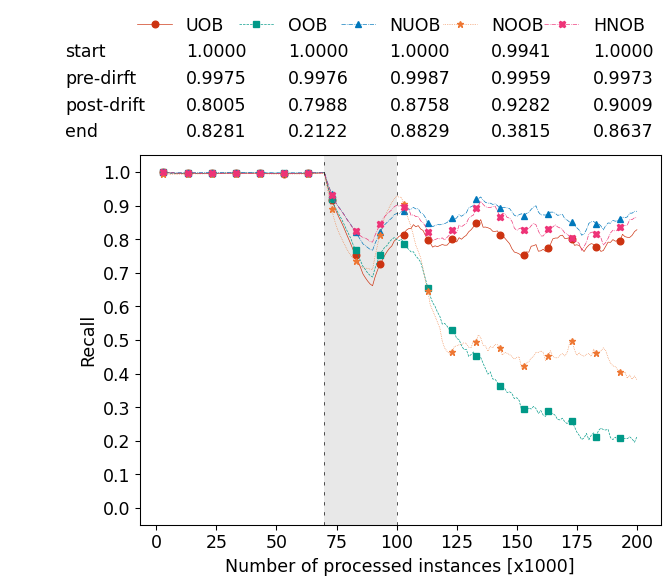 UOB OOB NUOB NOOB HNOB
start 1.0000 1.0000 1.0000 0.9941 1.0000
pre-dirft 0.9975 0.9976 0.9987 0.9959 0.9973
post-drift 0.8005 0.7988 0.8758 0.9282 0.9009
end 0.8281 0.2122 0.8829 0.3815 0.8637
1.0
0.9
0.8
0.7
0.6
0.5
0.4
0.3
0.2
0.1
0.0
Recall
0 25 50 75 100 125 150 175 200
Number of processed instances [x1000]